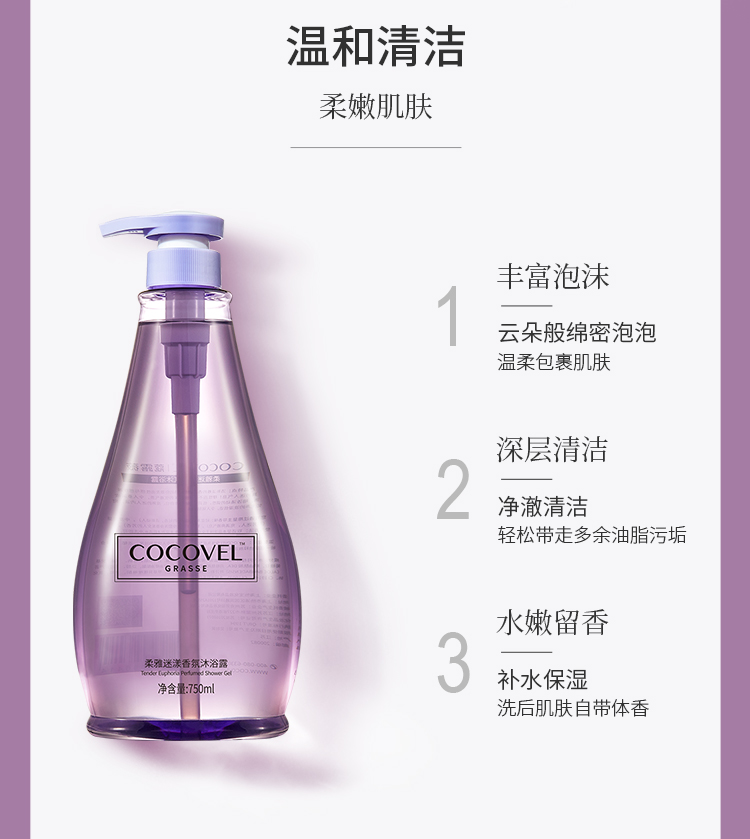 温和清洁
柔嫩肌肤
1
丰富泡沫
云朵般绵密泡泡
温柔包裹肌肤
2
深层清洁
净澈清洁
轻松带走多余油脂污垢
3
水嫩留香
补水保湿
洗后肌肤自带体香
COCOVEL™
GRASSE
柔雅迷漾香氛沐浴露
Tender Euphoria Perfumed Shower Gel
净含量:750ml